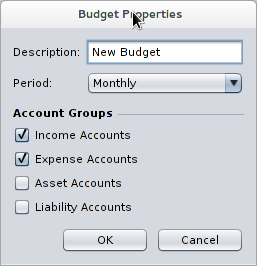 Budget Properties
Description: New Budget
Period: Monthly
Account Groups
Income Accounts
Expense Accounts
Asset Accounts
Liability Accounts
OK Cancel